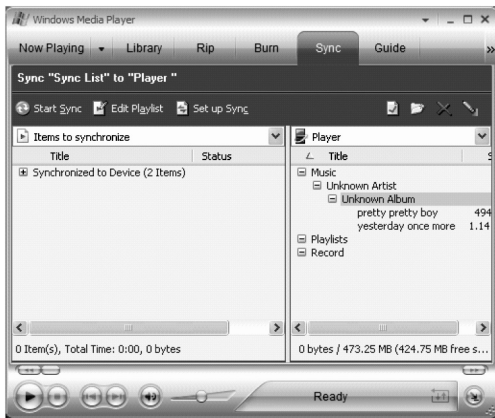 Windows Media Player
Now Playing Library Rip Burn Sync Guide »
Sync "Sync List" to "Player "
Start Sync Edit Playlist Set up Sync
Items to synchronize
Title Status
Synchronized to Device (2 Items)
0 Item(s), Total Time: 0:00, 0 bytes
Player
Title S
Music
Unknown Artist
Unknown Album
pretty pretty boy 494
yesterday once more 1.14
Playlists
Record
0 bytes / 473.25 MB (424.75 MB free s...
Ready